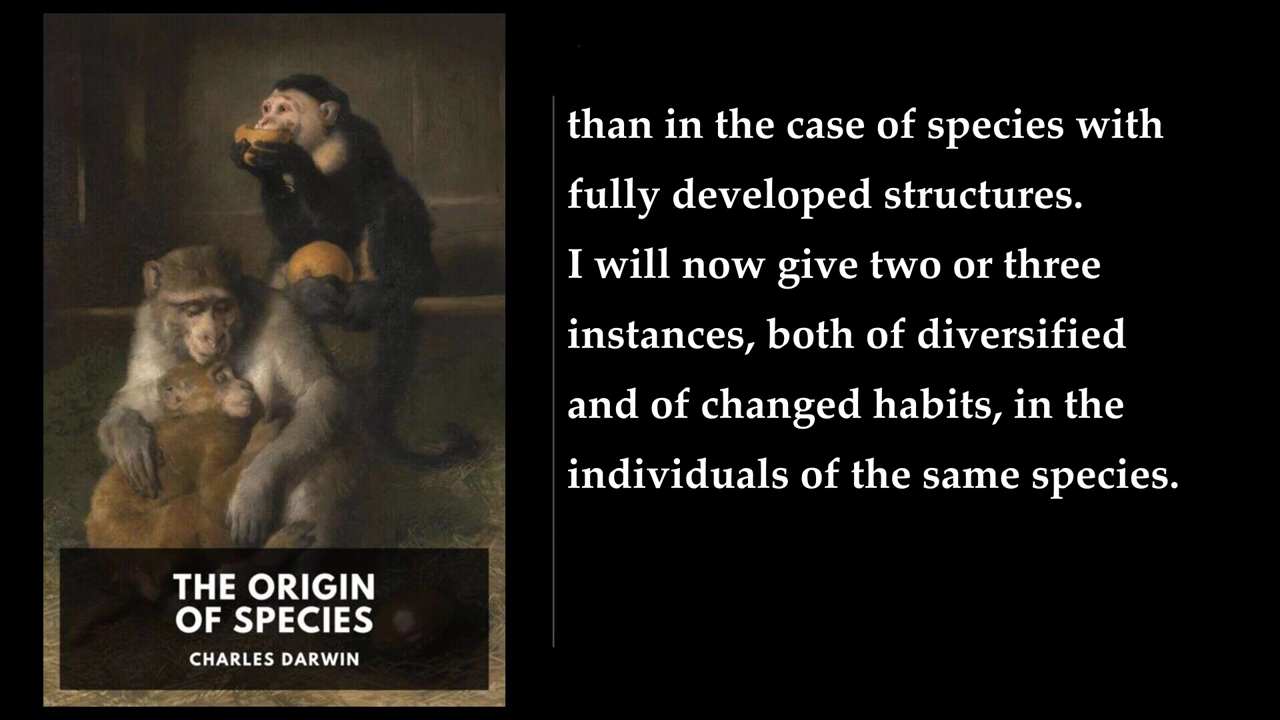 than in the case of species with
fully developed structures.
I will now give two or three
instances, both of diversified
and of changed habits, in the
individuals of the same species.
THE ORIGIN
OF SPECIES
CHARLES DARWIN